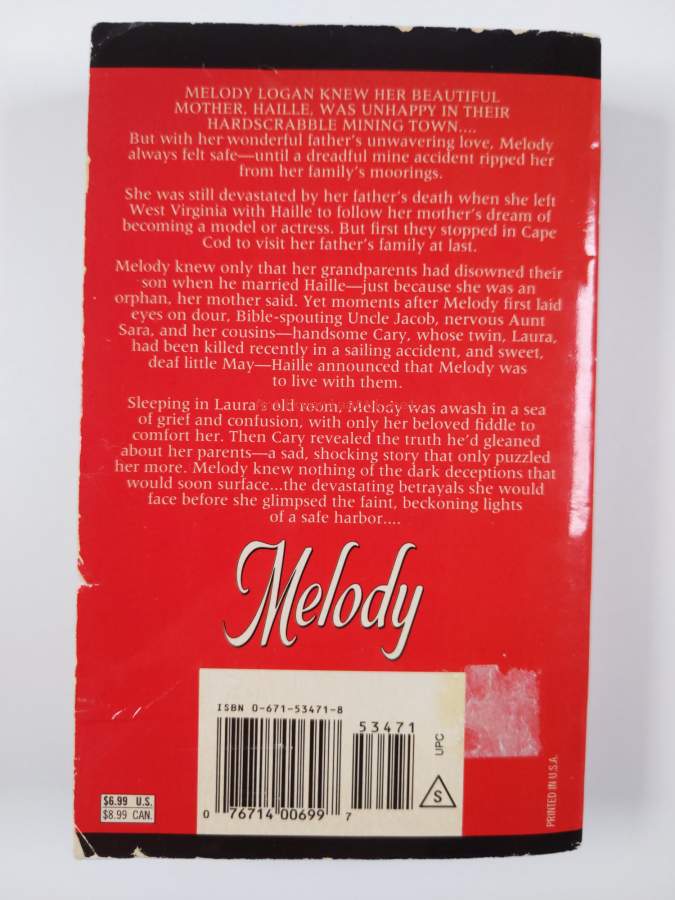 MELODY LOGAN KNEW HER BEAUTIFUL
MOTHER, HAILLE, WAS UNHAPPY IN THEIR
HARDSCRABBLE MINING TOWN....
But with her wonderful father's unwavering love, Melody
always felt safe—until a dreadful mine accident ripped her
from her family's moorings.
She was still devastated by her father's death when she left
West Virginia with Haille to follow her mother's dream of
becoming a model or actress. But first they stopped in Cape
Cod to visit her father's family at last.
Melody knew only that her grandparents had disowned their
son when he married Haille—just because she was an
orphan, her mother said. Yet moments after Melody first laid
eyes on dour, Bible-spouting Uncle Jacob, nervous Aunt
Sara, and her cousins—handsome Cary, whose twin, Laura,
had been killed recently in a sailing accident, and sweet,
deaf little May—Haille announced that Melody was
to live with them.
Sleeping in Laura's old room, Melody was awash in a sea
of grief and confusion, with only her beloved fiddle to
comfort her. Then Cary revealed the truth he'd gleaned
about her parents—a sad, shocking story that only puzzled
her more. Melody knew nothing of the dark deceptions that
would soon surface...the devastating betrayals she would
face before she glimpsed the faint, beckoning lights
of a safe harbor....
Melody
ISBN 0-671-53471-8
53471
UPC
S
0 76714 00699 7
$6.99 U.S.
$8.99 CAN.
PRINTED IN U.S.A.